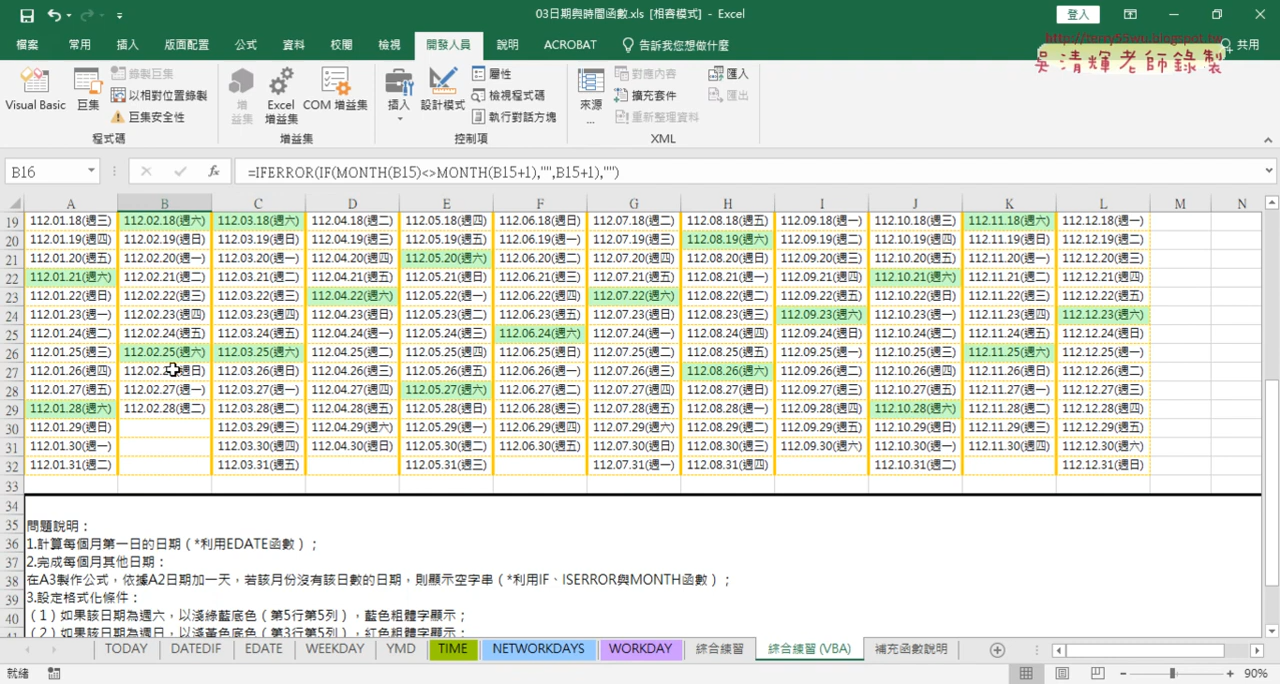 03日期與時間函數.xls [相容模式] - Excel
登入
檔案 常用 插入 版面配置 公式 資料 校閱 檢視 開發人員 說明 ACROBAT 告訴我您想做什麼 共用
http://terry55wu.blogspot.tw
吳清輝老師錄製
Visual Basic 巨集 錄製巨集 以相對位置錄製 巨集安全性 增益集 Excel 增益集 COM 增益集 插入 設計模式 屬性 檢視程式碼 執行對話方塊 來源 ... 對應內容 擴充套件 重新整理資料 匯入 匯出
程式碼 增益集 控制項 XML
B16 fx =IFERROR(IF(MONTH(B15)<>MONTH(B15+1),"",B15+1),"")
A B C D E F G H I J K L M N
19 112.01.18(週三) 112.02.18(週六) 112.03.18(週六) 112.04.18(週二) 112.05.18(週四) 112.06.18(週日) 112.07.18(週二) 112.08.18(週五) 112.09.18(週一) 112.10.18(週三) 112.11.18(週六) 112.12.18(週一)
20 112.01.19(週四) 112.02.19(週日) 112.03.19(週日) 112.04.19(週三) 112.05.19(週五) 112.06.19(週一) 112.07.19(週三) 112.08.19(週六) 112.09.19(週二) 112.10.19(週四) 112.11.19(週日) 112.12.19(週二)
21 112.01.20(週五) 112.02.20(週一) 112.03.20(週一) 112.04.20(週四) 112.05.20(週六) 112.06.20(週二) 112.07.20(週四) 112.08.20(週日) 112.09.20(週三) 112.10.20(週五) 112.11.20(週一) 112.12.20(週三)
22 112.01.21(週六) 112.02.21(週二) 112.03.21(週二) 112.04.21(週五) 112.05.21(週日) 112.06.21(週三) 112.07.21(週五) 112.08.21(週一) 112.09.21(週四) 112.10.21(週六) 112.11.21(週二) 112.12.21(週四)
23 112.01.22(週日) 112.02.22(週三) 112.03.22(週三) 112.04.22(週六) 112.05.22(週一) 112.06.22(週四) 112.07.22(週六) 112.08.22(週二) 112.09.22(週五) 112.10.22(週日) 112.11.22(週三) 112.12.22(週五)
24 112.01.23(週一) 112.02.23(週四) 112.03.23(週四) 112.04.23(週日) 112.05.23(週二) 112.06.23(週五) 112.07.23(週日) 112.08.23(週三) 112.09.23(週六) 112.10.23(週一) 112.11.23(週四) 112.12.23(週六)
25 112.01.24(週二) 112.02.24(週五) 112.03.24(週五) 112.04.24(週一) 112.05.24(週三) 112.06.24(週六) 112.07.24(週一) 112.08.24(週四) 112.09.24(週日) 112.10.24(週二) 112.11.24(週五) 112.12.24(週日)
26 112.01.25(週三) 112.02.25(週六) 112.03.25(週六) 112.04.25(週二) 112.05.25(週四) 112.06.25(週日) 112.07.25(週二) 112.08.25(週五) 112.09.25(週一) 112.10.25(週三) 112.11.25(週六) 112.12.25(週一)
27 112.01.26(週四) 112.02.2 週日) 112.03.26(週日) 112.04.26(週三) 112.05.26(週五) 112.06.26(週一) 112.07.26(週三) 112.08.26(週六) 112.09.26(週二) 112.10.26(週四) 112.11.26(週日) 112.12.26(週二)
28 112.01.27(週五) 112.02.27(週一) 112.03.27(週一) 112.04.27(週四) 112.05.27(週六) 112.06.27(週二) 112.07.27(週四) 112.08.27(週日) 112.09.27(週三) 112.10.27(週五) 112.11.27(週一) 112.12.27(週三)
29 112.01.28(週六) 112.02.28(週二) 112.03.28(週二) 112.04.28(週五) 112.05.28(週日) 112.06.28(週三) 112.07.28(週五) 112.08.28(週一) 112.09.28(週四) 112.10.28(週六) 112.11.28(週二) 112.12.28(週四)
30 112.01.29(週日) 112.03.29(週三) 112.04.29(週六) 112.05.29(週一) 112.06.29(週四) 112.07.29(週六) 112.08.29(週二) 112.09.29(週五) 112.10.29(週日) 112.11.29(週三) 112.12.29(週五)
31 112.01.30(週一) 112.03.30(週四) 112.04.30(週日) 112.05.30(週二) 112.06.30(週五) 112.07.30(週日) 112.08.30(週三) 112.09.30(週六) 112.10.30(週一) 112.11.30(週四) 112.12.30(週六)
32 112.01.31(週二) 112.03.31(週五) 112.05.31(週三) 112.07.31(週一) 112.08.31(週四) 112.10.31(週二) 112.12.31(週日)
33
34
35 問題說明：
36 1.計算每個月第一日的日期（*利用EDATE函數）；
37 2.完成每個月其他日期：
38 在A3製作公式，依據A2日期加一天，若該月份沒有該日數的日期，則顯示空字串（*利用IF、ISERROR與MONTH函數）；
39 3.設定格式化條件：
40 （1）如果該日期為週六，以淺綠藍底色（第5行第5列），藍色粗體字顯示；
41 （2）如果該日期為週日，以淺黃色底色（第3行第5列），紅色粗體字顯示；
TODAY DATEDIF EDATE WEEKDAY YMD TIME NETWORKDAYS WORKDAY 綜合練習 綜合練習 (VBA) 補充函數說明
就緒 90%